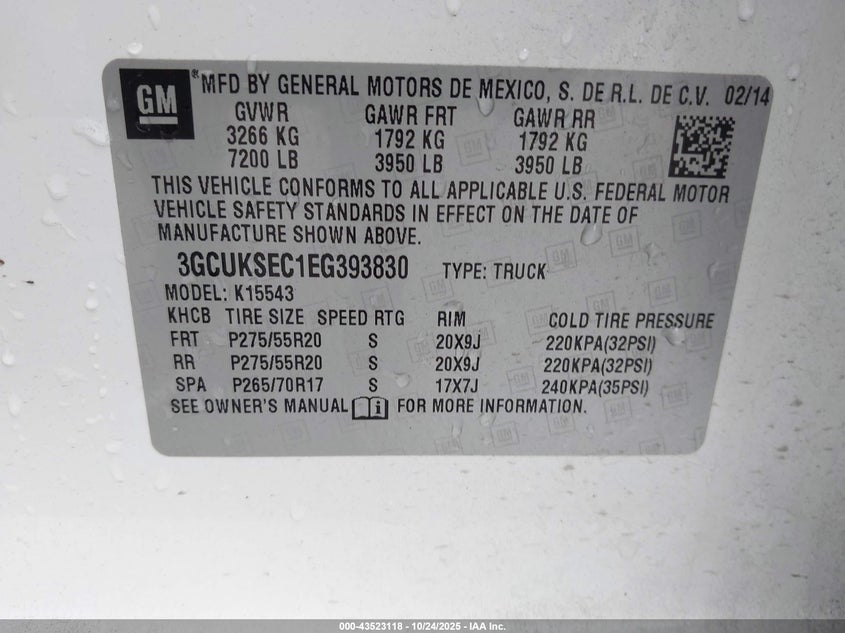 GM
® MFD BY GENERAL MOTORS DE MEXICO, S. DE R.L. DE C.V. 02/14
GVWR GAWR FRT GAWR RR
3266 KG 1792 KG 1792 KG
7200 LB 3950 LB 3950 LB
THIS VEHICLE CONFORMS TO ALL APPLICABLE U.S. FEDERAL MOTOR
VEHICLE SAFETY STANDARDS IN EFFECT ON THE DATE OF
MANUFACTURE SHOWN ABOVE.
3GCUKSEC1EG393830 TYPE: TRUCK
MODEL: K15543
KHCB TIRE SIZE SPEED RTG RIM COLD TIRE PRESSURE
FRT P275/55R20 S 20X9J 220KPA(32PSI)
RR P275/55R20 S 20X9J 220KPA(32PSI)
SPA P265/70R17 S 17X7J 240KPA(35PSI)
SEE OWNER'S MANUAL i FOR MORE INFORMATION.
000-43523118 - 10/24/2025 - IAA Inc.